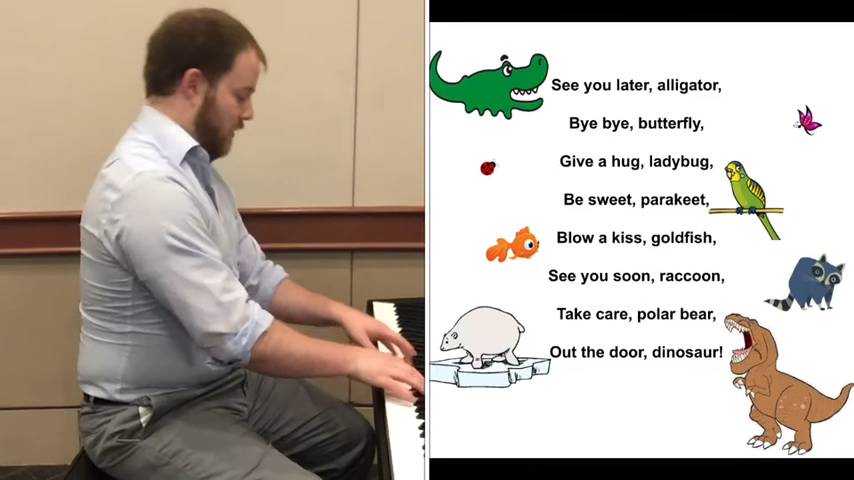 See you later, alligator,
Bye bye, butterfly,
Give a hug, ladybug,
Be sweet, parakeet,
Blow a kiss, goldfish,
See you soon, raccoon,
Take care, polar bear,
Out the door, dinosaur!